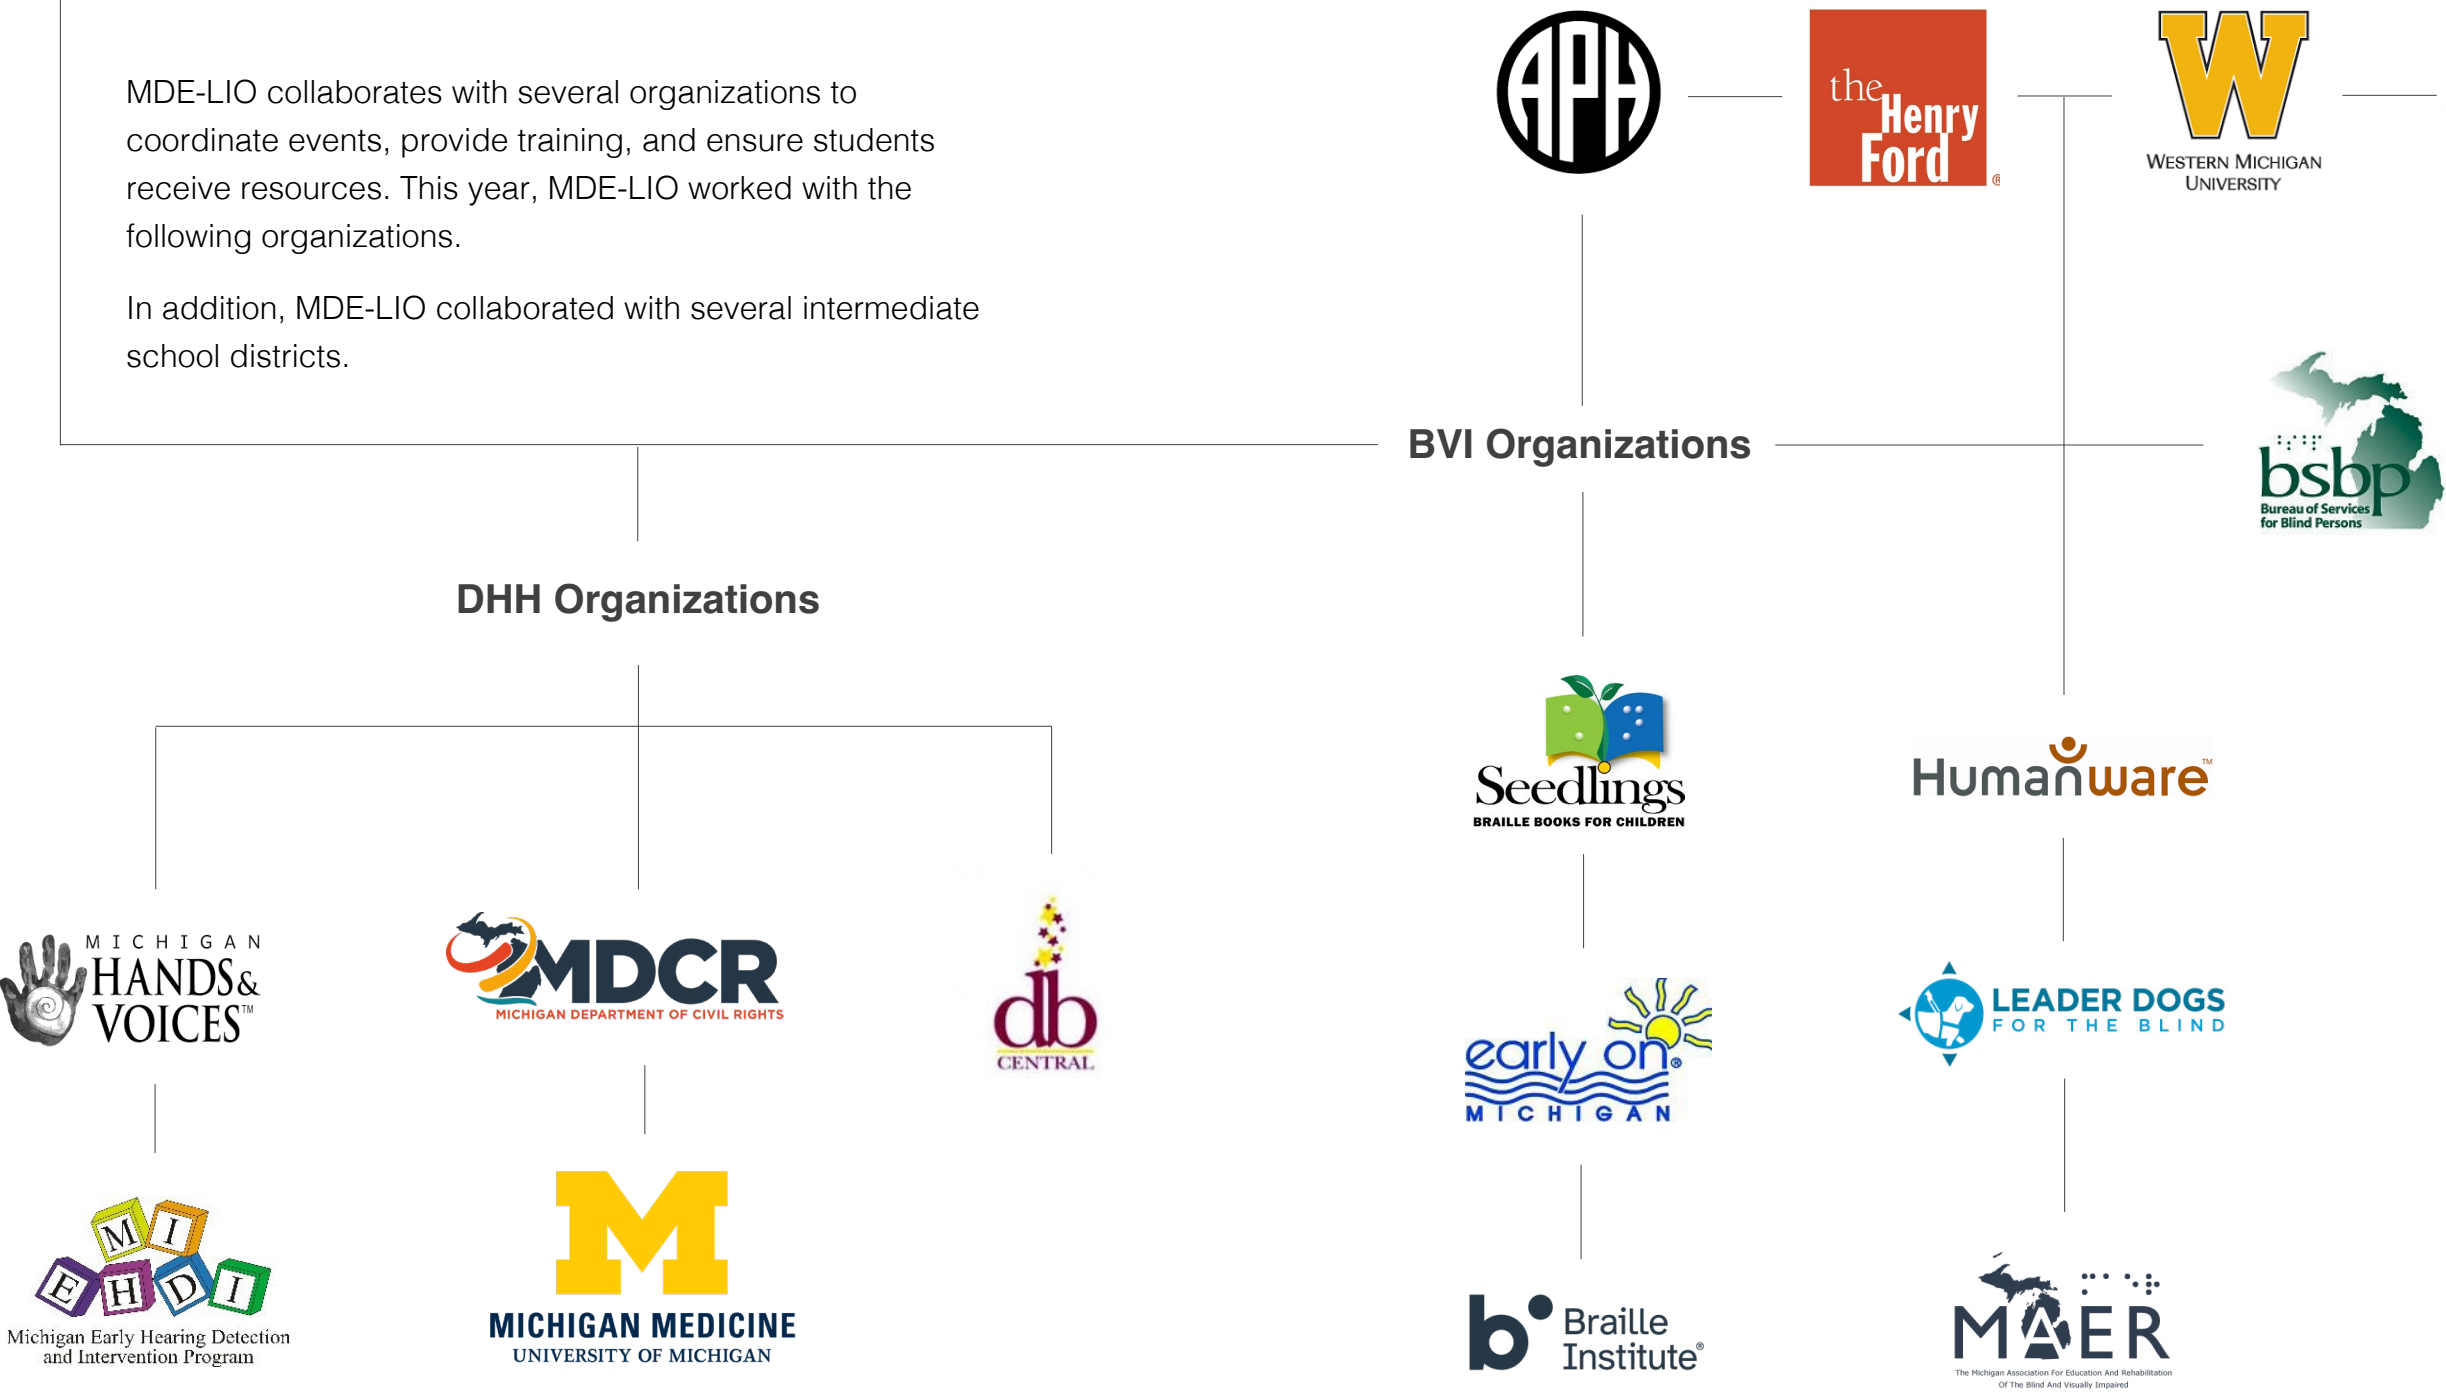 MDE-LIO collaborates with several organizations to
coordinate events, provide training, and ensure students
receive resources. This year, MDE-LIO worked with the
following organizations.
In addition, MDE-LIO collaborated with several intermediate
school districts.
APH
the
Henry
Ford
®
W
WESTERN MICHIGAN
UNIVERSITY
BVI Organizations
bsbp
Bureau of Services
for Blind Persons
DHH Organizations
Seedlings
BRAILLE BOOKS FOR CHILDREN
Humanware™
MICHIGAN
HANDS&
VOICES™
MDCR
MICHIGAN DEPARTMENT OF CIVIL RIGHTS
db
CENTRAL
early on®
MICHIGAN
LEADER DOGS
FOR THE BLIND
M I
E H D I
Michigan Early Hearing Detection
and Intervention Program
M
MICHIGAN MEDICINE
UNIVERSITY OF MICHIGAN
b
Braille
Institute®
MAER
The Michigan Association For Education And Rehabilitation
Of The Blind And Visually Impaired